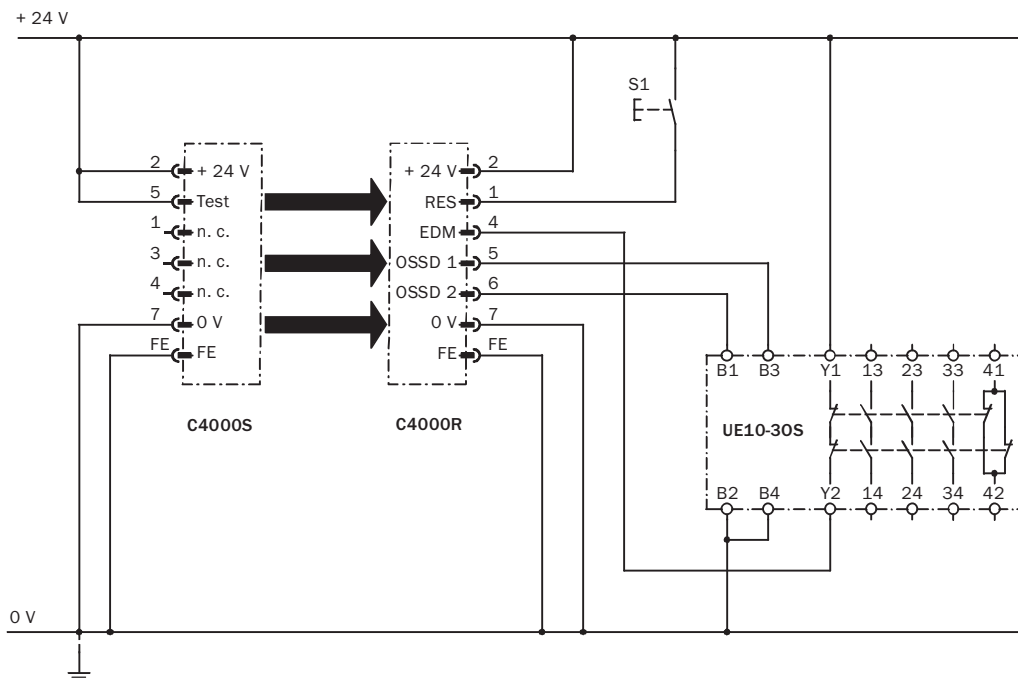 + 24 V
S1
2 + 24 V
5 Test
1 n. c.
3 n. c.
4 n. c.
7 0 V
FE FE
C4000S
+ 24 V 2
RES 1
EDM 4
OSSD 1 5
OSSD 2 6
0 V 7
FE FE
C4000R
B1 B3 Y1 13 23 33 41
UE10-30S
B2 B4 Y2 14 24 34 42
0 V